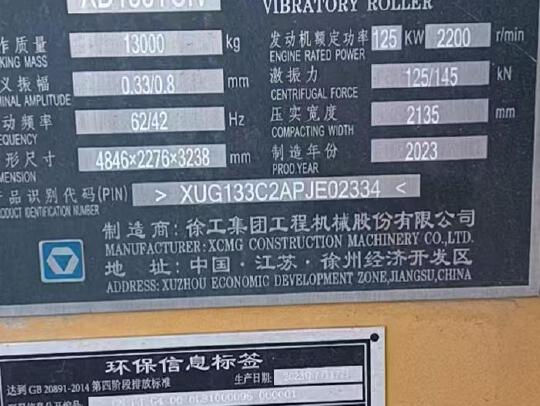 VIBRATORY ROLLER
作质量 13000 kg 发动机额定功率 125 KW 2200 r/min
KING MASS ENGINE RATED POWER
义振幅 0.33/0.8 mm 激振力 125/145 kN
INAL AMPLITUDE CENTRIFUGAL FORCE
动频率 62/42 Hz 压实宽度 2135 mm
FREQUENCY COMPACTING WIDTH
形尺寸 4846×2276×3238 mm 制造年份 2023
MENSION PROD YEAR
产品识别代码(PIN) > XUG133C2APJE02334 <
ODUCT IDENTIFICATION NUMBER
制造商:徐工集团工程机械股份有限公司
MANUFACTURER: XCMG CONSTRUCTION MACHINERY CO.,LTD.
地 址: 中国·江苏·徐州经济开发区
ADDRESS: XUZHOU ECONOMIC DEVELOPMENT ZONE,JIANGSU,CHINA
环保信息标签
达到 GB 20891-2014 第四阶段排放标准 生产日期: